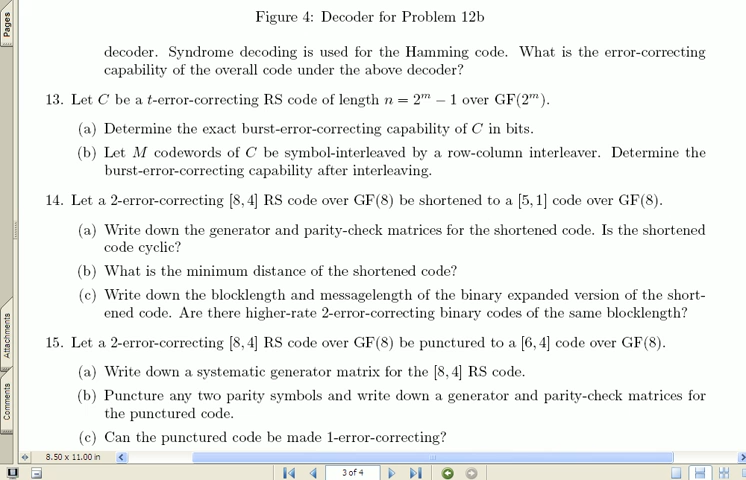 Pages
Figure 4: Decoder for Problem 12b
decoder. Syndrome decoding is used for the Hamming code. What is the error-correcting
capability of the overall code under the above decoder?
13. Let C be a t-error-correcting RS code of length n = 2^m − 1 over GF(2^m).
(a) Determine the exact burst-error-correcting capability of C in bits.
(b) Let M codewords of C be symbol-interleaved by a row-column interleaver. Determine the
burst-error-correcting capability after interleaving.
14. Let a 2-error-correcting [8, 4] RS code over GF(8) be shortened to a [5, 1] code over GF(8).
(a) Write down the generator and parity-check matrices for the shortened code. Is the shortened
code cyclic?
(b) What is the minimum distance of the shortened code?
(c) Write down the blocklength and messagelength of the binary expanded version of the short-
ened code. Are there higher-rate 2-error-correcting binary codes of the same blocklength?
Attachments
15. Let a 2-error-correcting [8, 4] RS code over GF(8) be punctured to a [6, 4] code over GF(8).
(a) Write down a systematic generator matrix for the [8, 4] RS code.
Comments
(b) Puncture any two parity symbols and write down a generator and parity-check matrices for
the punctured code.
(c) Can the punctured code be made 1-error-correcting?
8.50 x 11.00 in
3 of 4